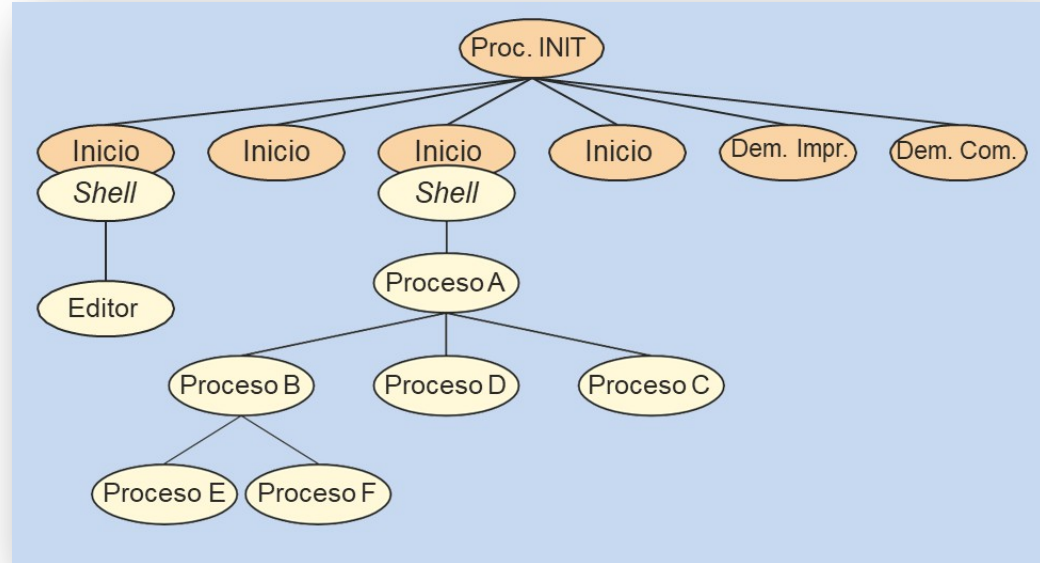 Proc. INIT
Inicio
Inicio
Inicio
Inicio
Dem. Impr.
Dem. Com.
Shell
Shell
Proceso A
Editor
Proceso B
Proceso D
Proceso C
Proceso E
Proceso F